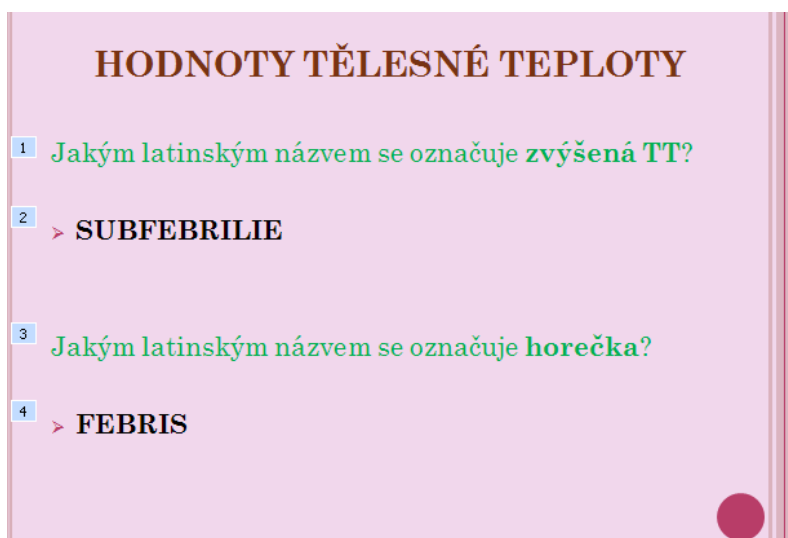 HODNOTY TĚLESNÉ TEPLOTY
1 Jakým latinským názvem se označuje zvýšená TT?
2 ➢ SUBFEBRILIE
3 Jakým latinským názvem se označuje horečka?
4 ➢ FEBRIS